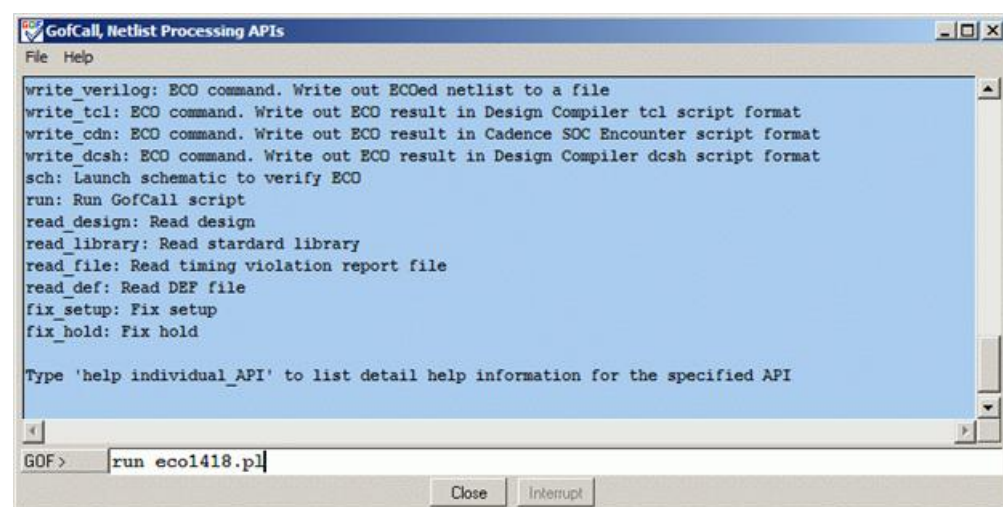 GofCall, Netlist Processing APIs
File Help
write_verilog: ECO command. Write out ECOed netlist to a file
write_tcl: ECO command. Write out ECO result in Design Compiler tcl script format
write_cdn: ECO command. Write out ECO result in Cadence SOC Encounter script format
write_dcsh: ECO command. Write out ECO result in Design Compiler dcsh script format
sch: Launch schematic to verify ECO
run: Run GofCall script
read_design: Read design
read_library: Read stardard library
read_file: Read timing violation report file
read_def: Read DEF file
fix_setup: Fix setup
fix_hold: Fix hold
Type 'help individual_API' to list detail help information for the specified API
GOF> run eco1418.pl
Close Interrupt